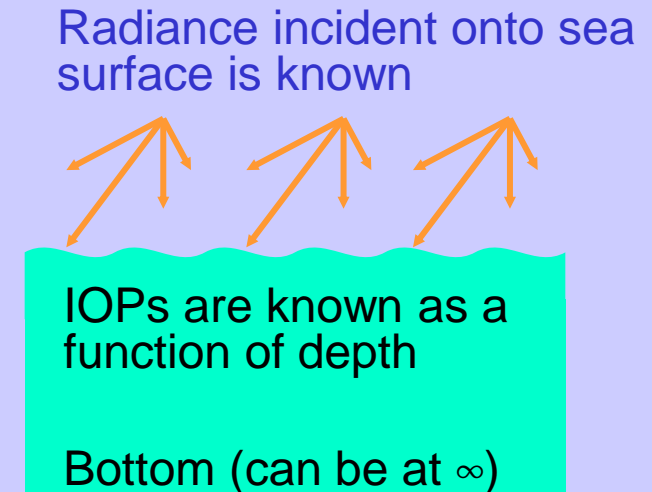 Radiance incident onto sea
surface is known
IOPs are known as a
function of depth
Bottom (can be at ∞)